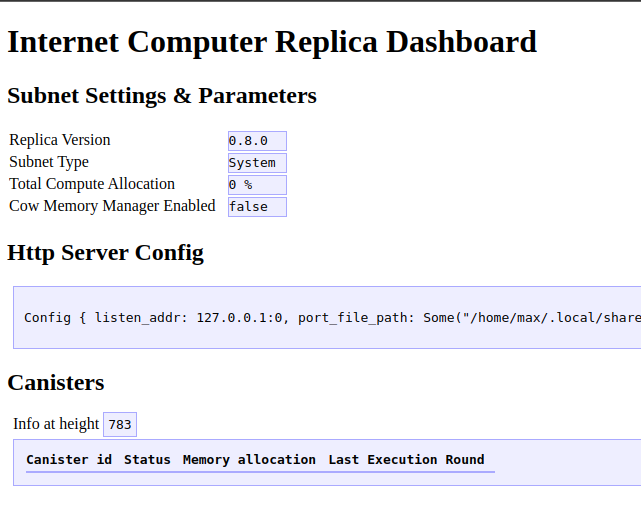 Internet Computer Replica Dashboard
Subnet Settings & Parameters
Replica Version 0.8.0
Subnet Type System
Total Compute Allocation 0 %
Cow Memory Manager Enabled false
Http Server Config
Config { listen_addr: 127.0.0.1:0, port_file_path: Some("/home/max/.local/share
Canisters
Info at height 783
Canister id Status Memory allocation Last Execution Round